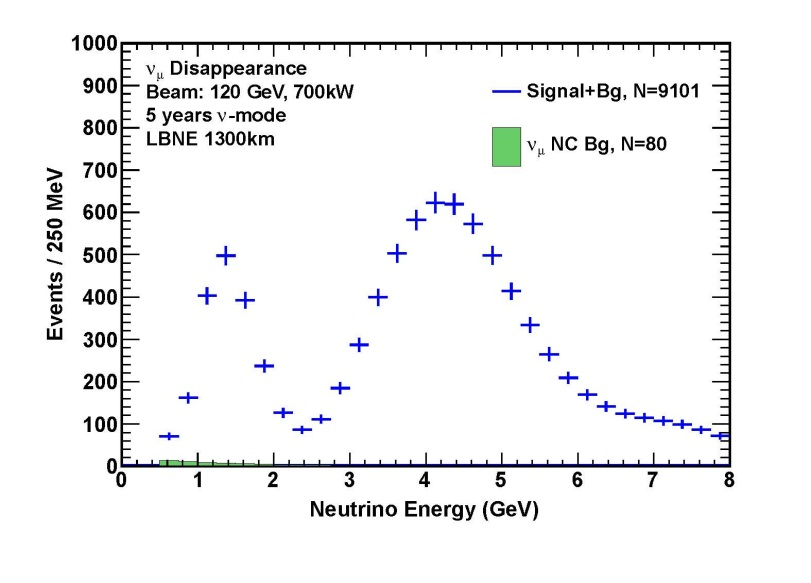 1000
900
800
700
600
500
400
300
200
100
0
Events / 250 MeV
νμ Disappearance
Beam: 120 GeV, 700kW
5 years ν-mode
LBNE 1300km
Signal+Bg, N=9101
νμ NC Bg, N=80
0 1 2 3 4 5 6 7 8
Neutrino Energy (GeV)